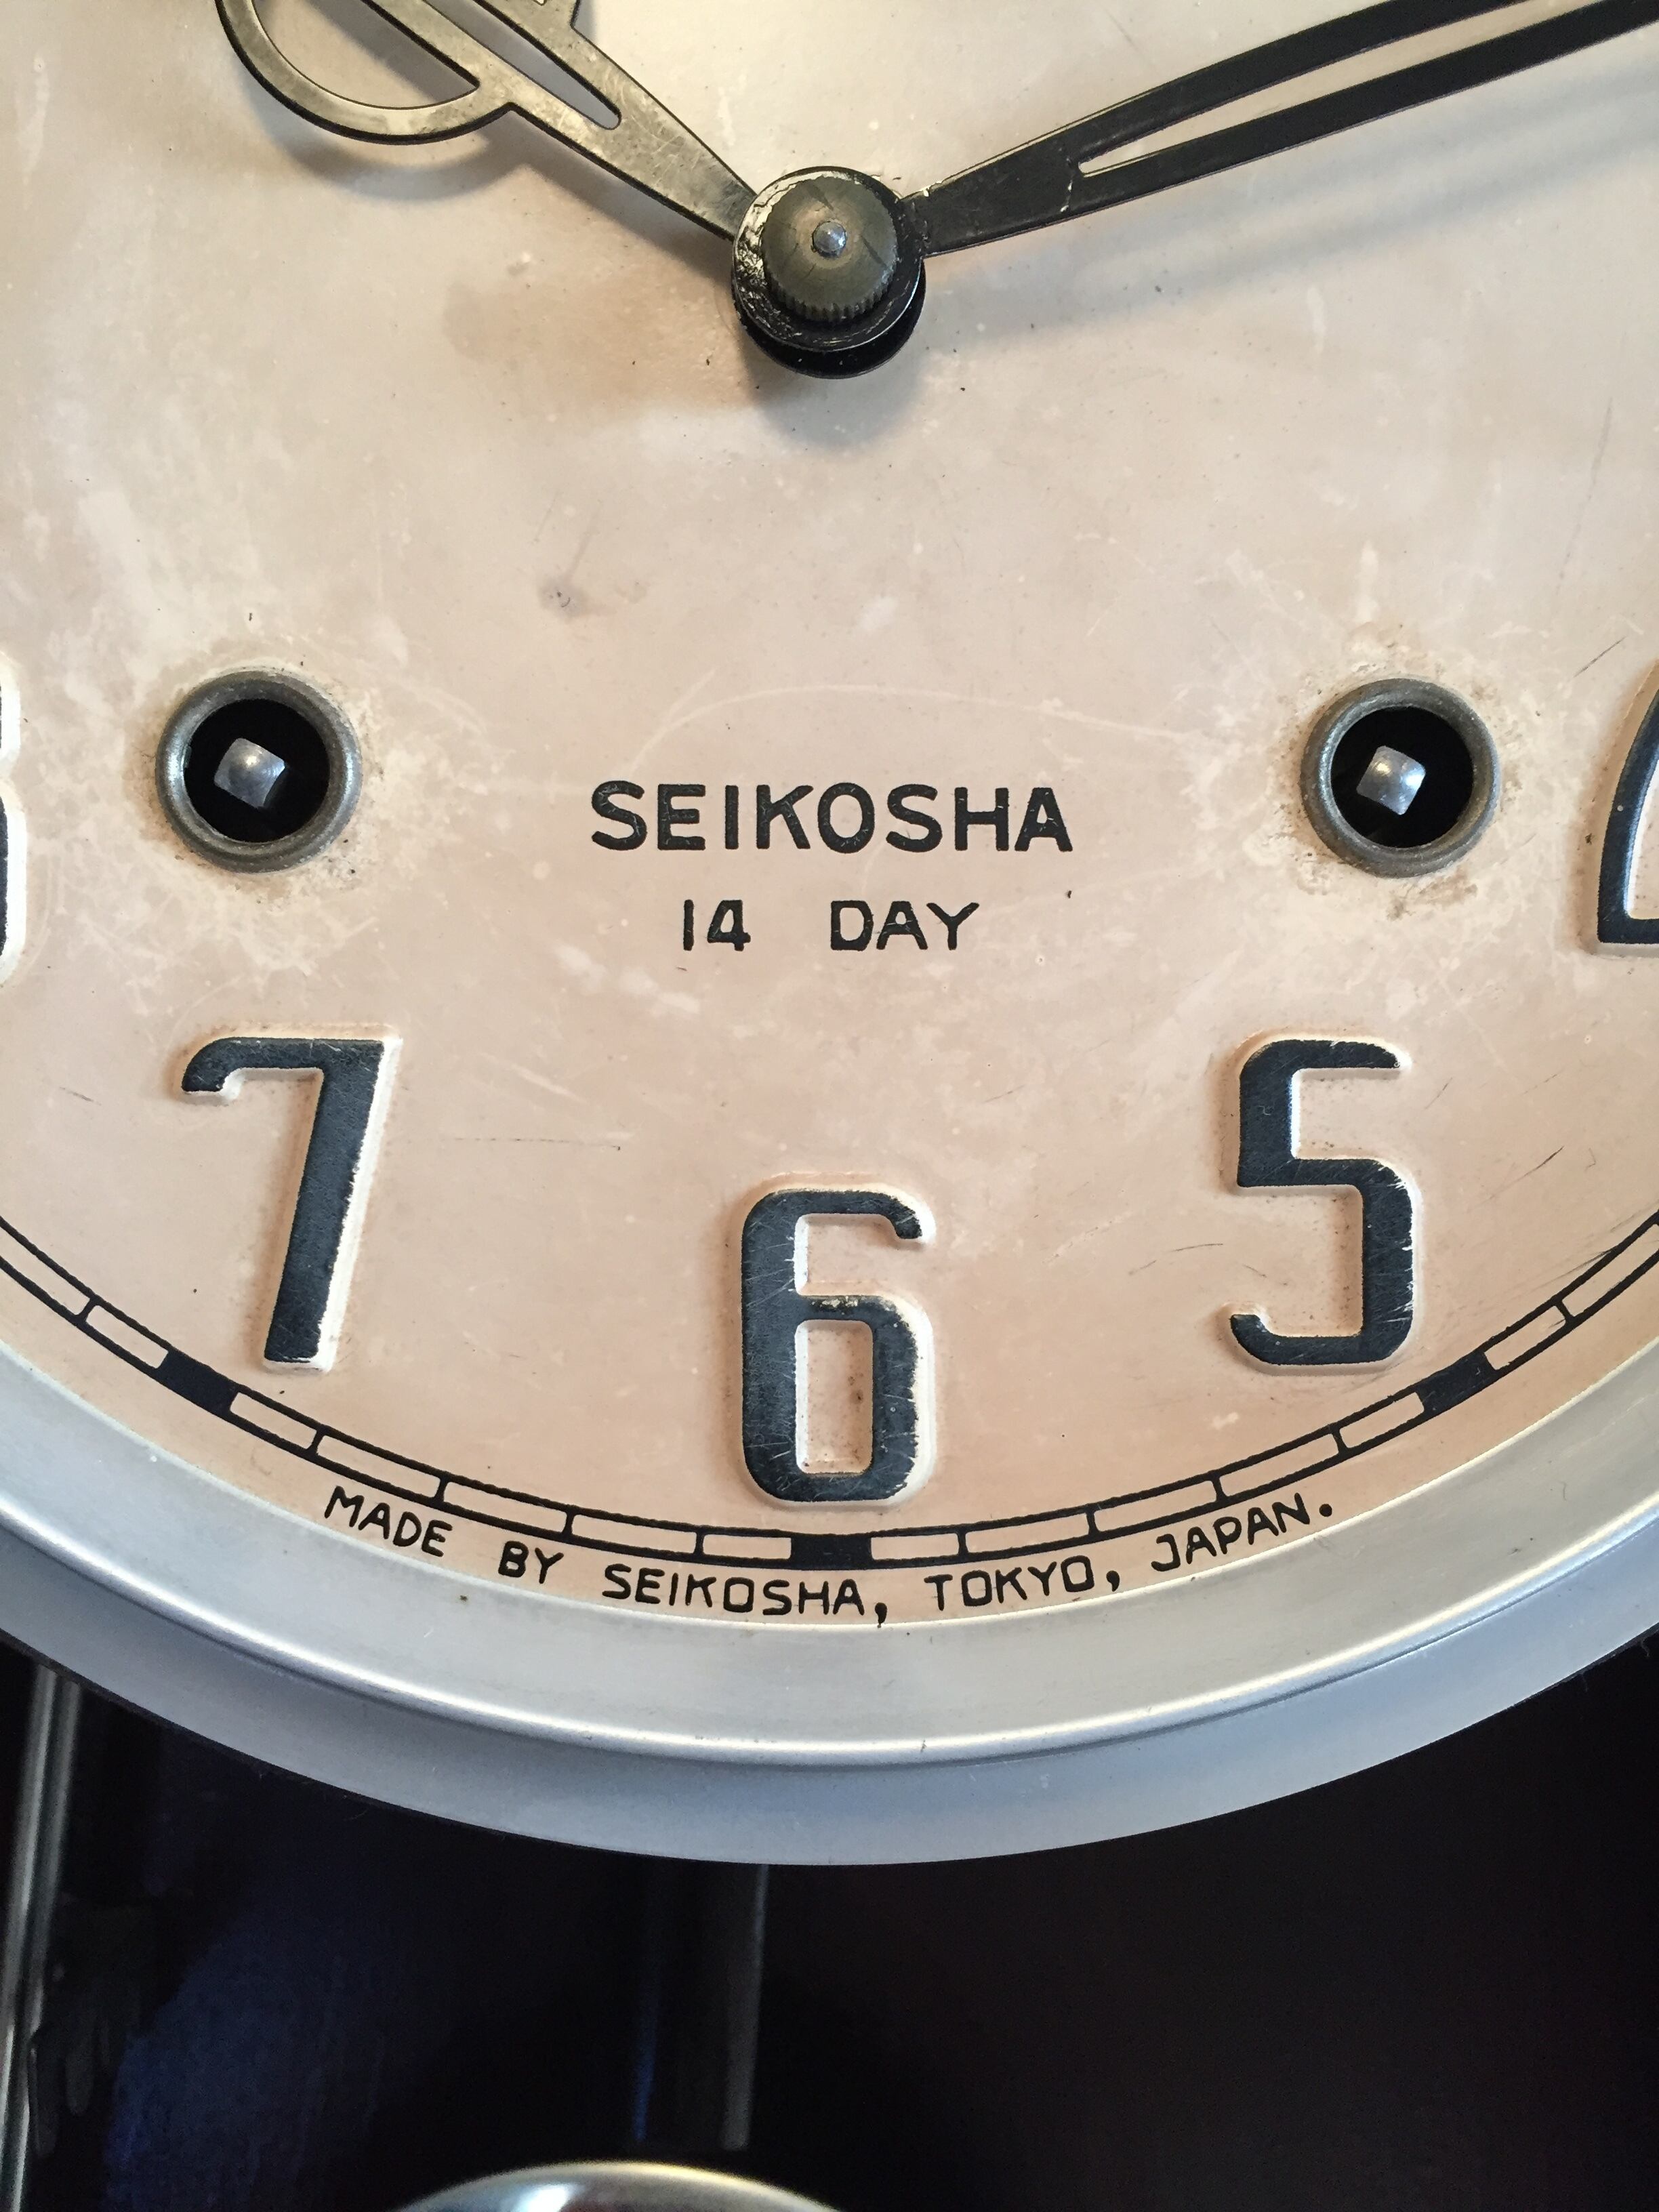 SEIKOSHA
14 DAY
7 6 5
MADE BY SEIKOSHA, TOKYO, JAPAN.